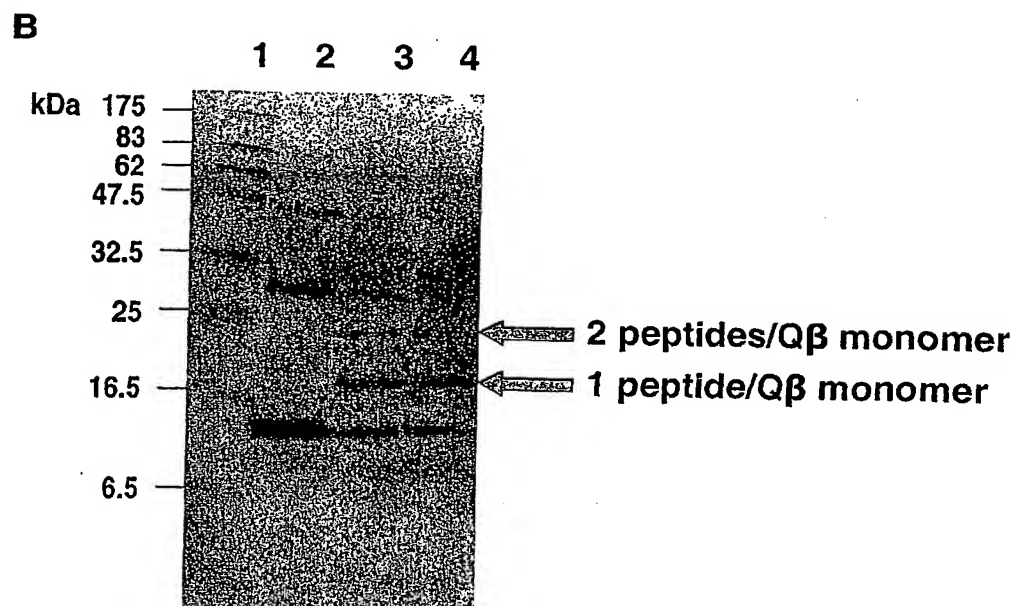 B
1 2 3 4
kDa 175
83
62
47.5
32.5
25
2 peptides/Qβ monomer
16.5
1 peptide/Qβ monomer
6.5